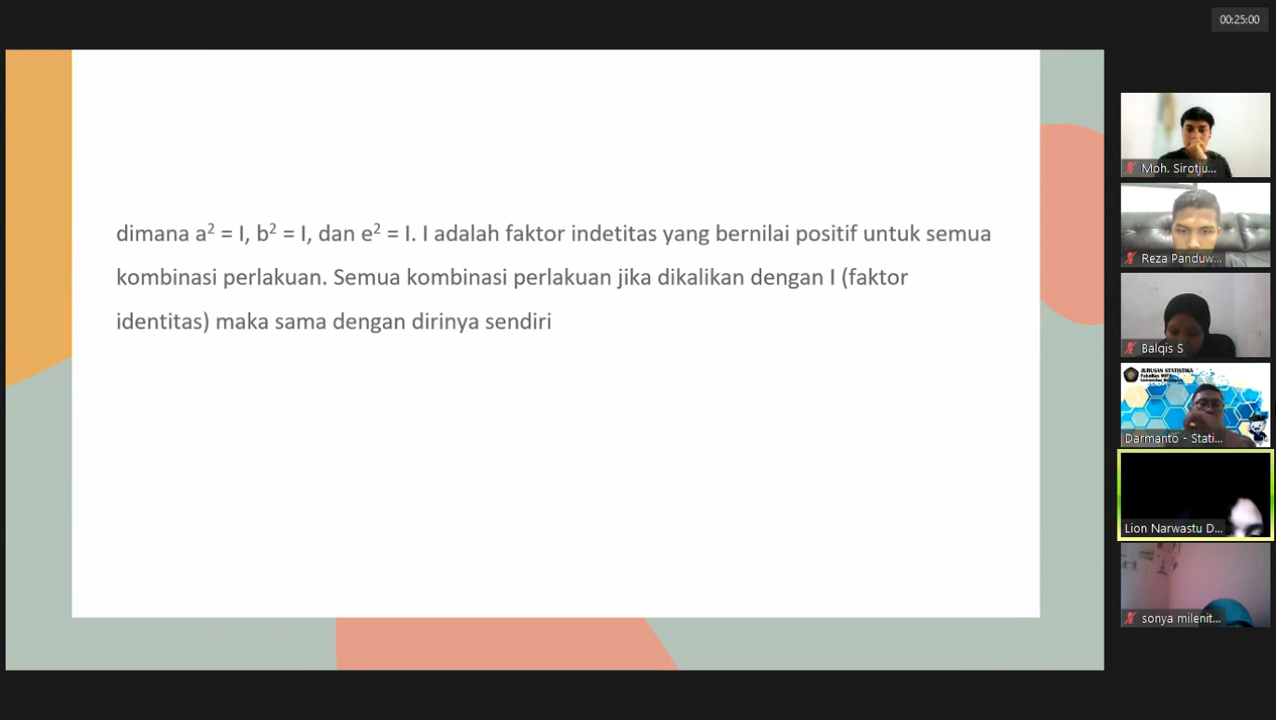 00:25:00
dimana a² = I, b² = I, dan e² = I. I adalah faktor indetitas yang bernilai positif untuk semua
kombinasi perlakuan. Semua kombinasi perlakuan jika dikalikan dengan I (faktor
identitas) maka sama dengan dirinya sendiri
Moh. Sirotju...
Reza Panduw...
Balqis S
JURUSAN STATISTIKA
Fakultas MIPA
Darmanto - Stati...
Lion Narwastu D...
sonya milenit...